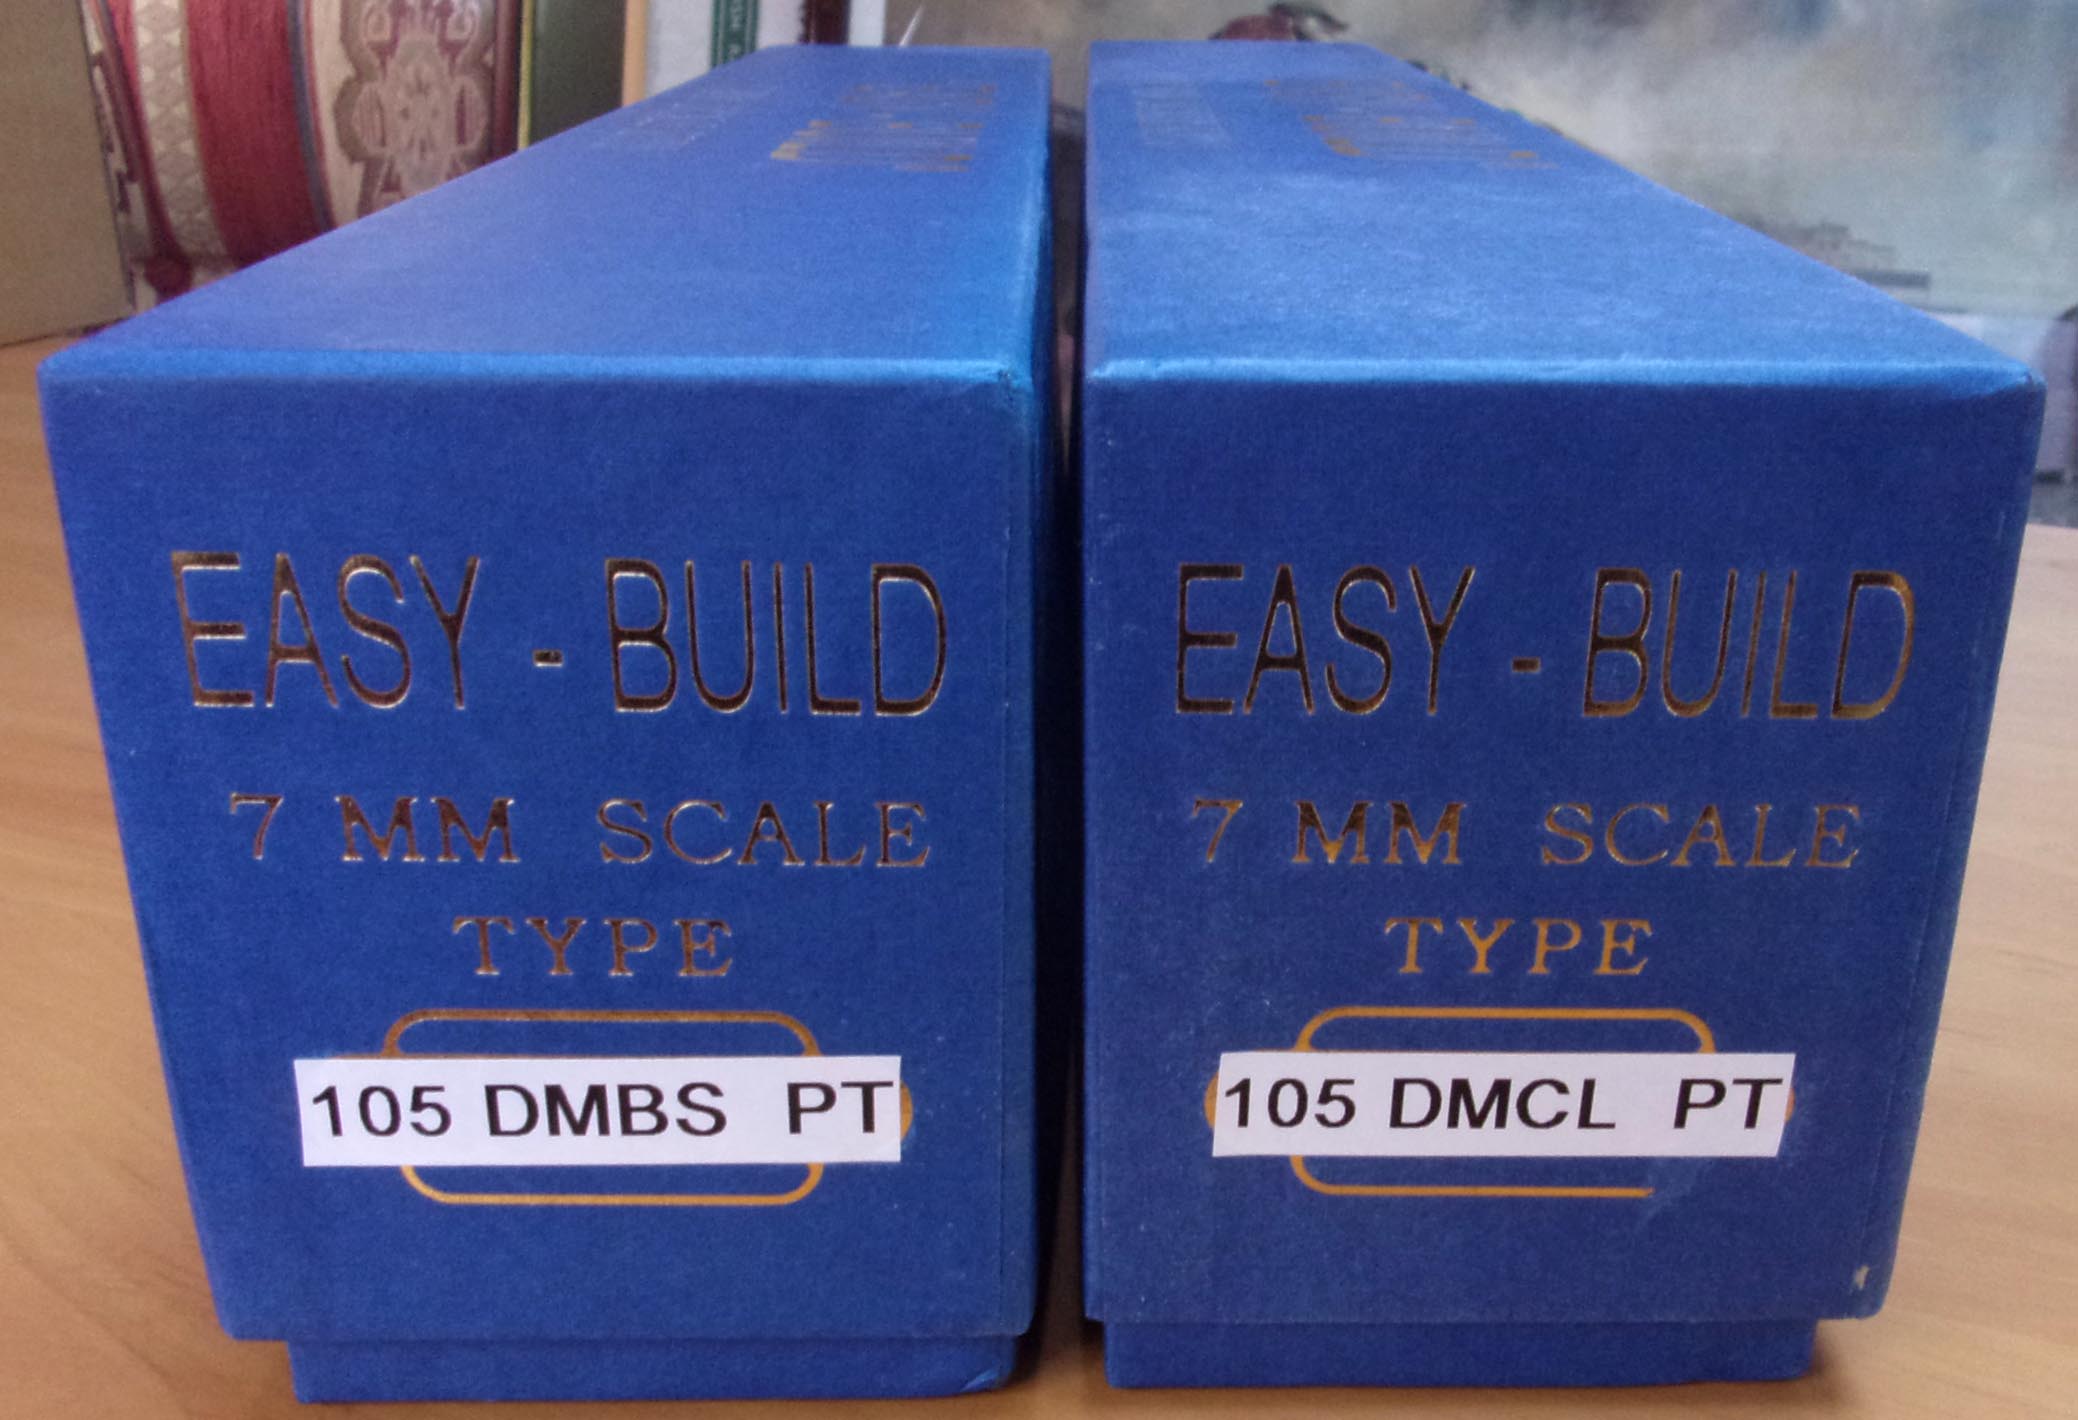 EASY - BUILD
7 MM SCALE
TYPE
105 DMBS PT
EASY - BUILD
7 MM SCALE
TYPE
105 DMCL PT